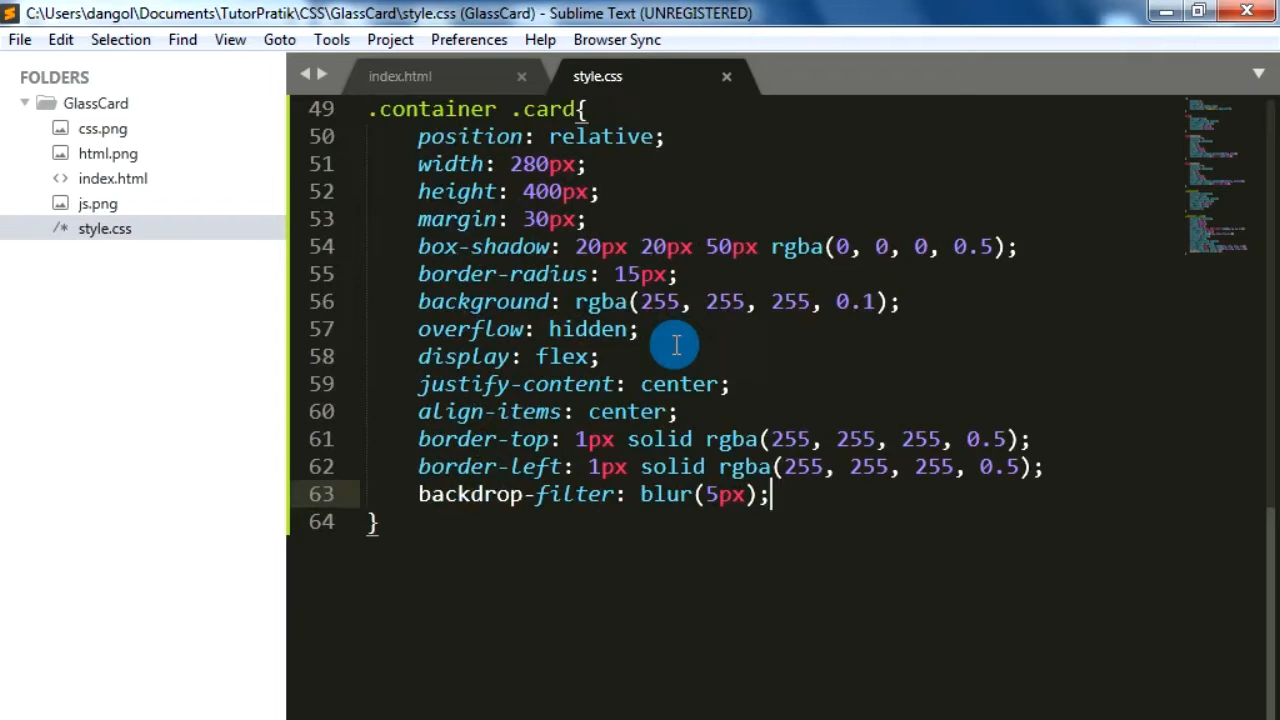 C:\Users\dangol\Documents\TutorPratik\CSS\GlassCard\style.css (GlassCard) - Sublime Text (UNREGISTERED)
File Edit Selection Find View Goto Tools Project Preferences Help Browser Sync
FOLDERS
GlassCard
css.png
html.png
<> index.html
js.png
/* style.css
index.html × style.css ×
49 .container .card{
50 position: relative;
51 width: 280px;
52 height: 400px;
53 margin: 30px;
54 box-shadow: 20px 20px 50px rgba(0, 0, 0, 0.5);
55 border-radius: 15px;
56 background: rgba(255, 255, 255, 0.1);
57 overflow: hidden;
58 display: flex;
59 justify-content: center;
60 align-items: center;
61 border-top: 1px solid rgba(255, 255, 255, 0.5);
62 border-left: 1px solid rgba(255, 255, 255, 0.5);
63 backdrop-filter: blur(5px);
64 }